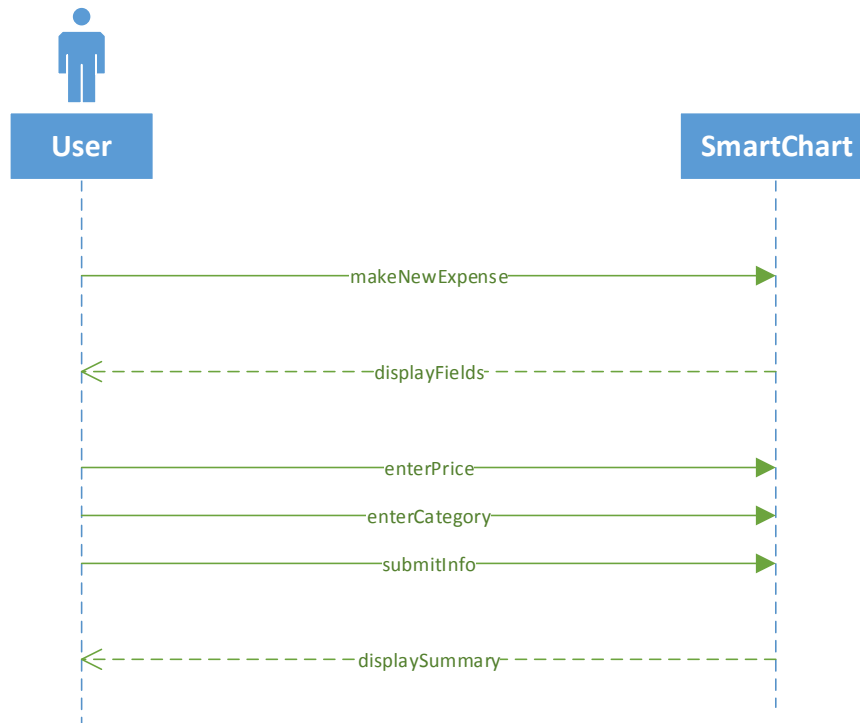 User
SmartChart
makeNewExpense
displayFields
enterPrice
enterCategory
submitInfo
displaySummary